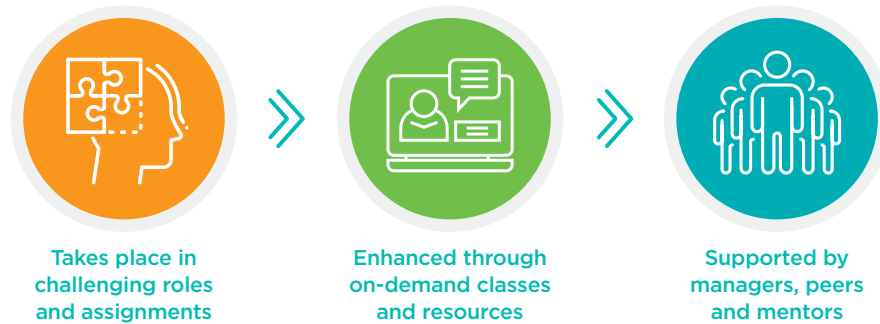 Takes place in
challenging roles
and assignments
Enhanced through
on-demand classes
and resources
Supported by
managers, peers
and mentors